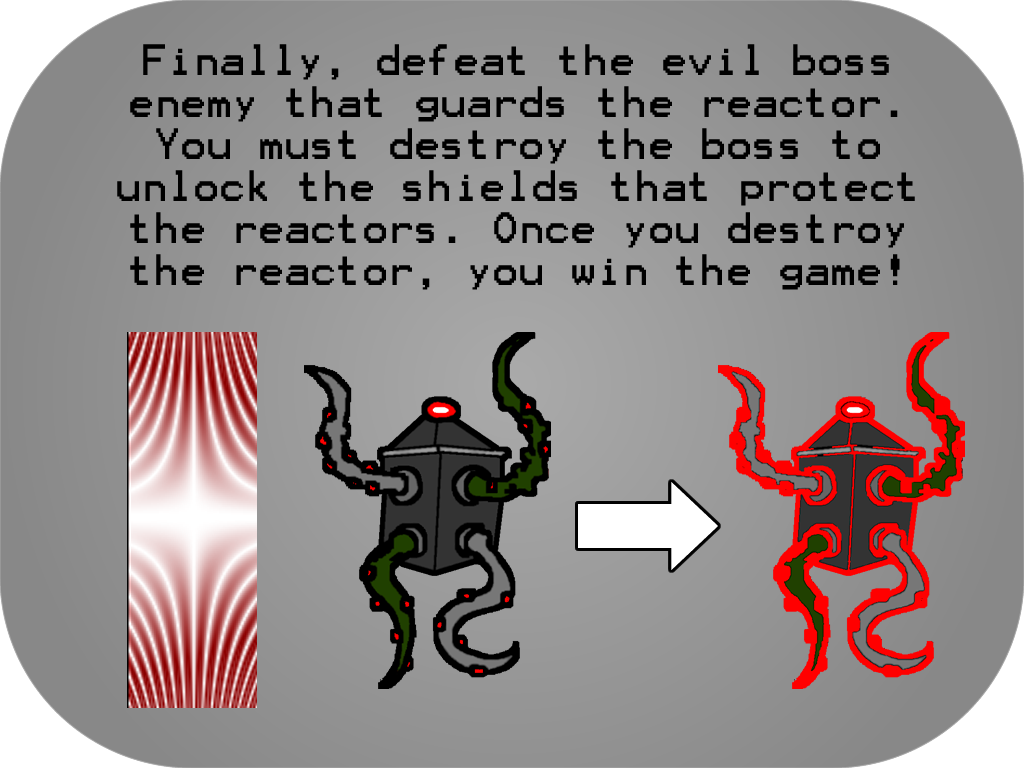 Finally, defeat the evil boss
enemy that guards the reactor.
You must destroy the boss to
unlock the shields that protect
the reactors. Once you destroy
the reactor, you win the game!